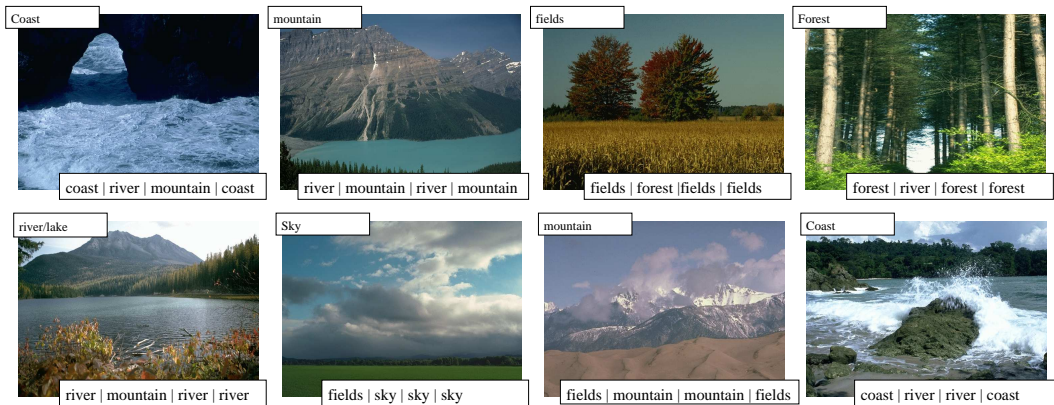 Coast
mountain
fields
Forest
coast | river | mountain | coast
river | mountain | river | mountain
fields | forest |fields | fields
forest | river | forest | forest
river/lake
Sky
mountain
Coast
river | mountain | river | river
fields | sky | sky | sky
fields | mountain | mountain | fields
coast | river | river | coast